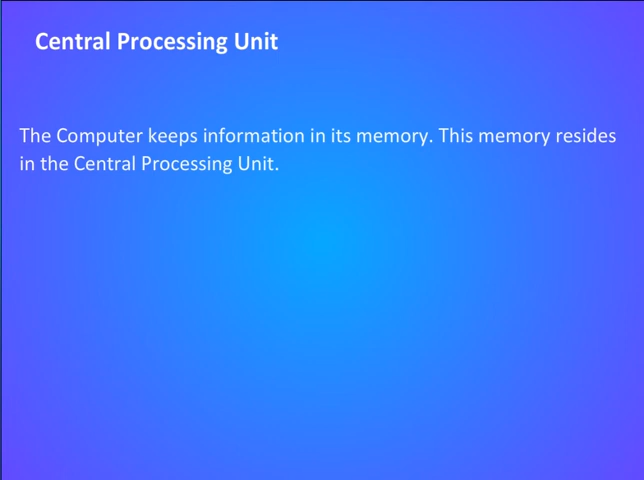 Central Processing Unit
The Computer keeps information in its memory. This memory resides
in the Central Processing Unit.